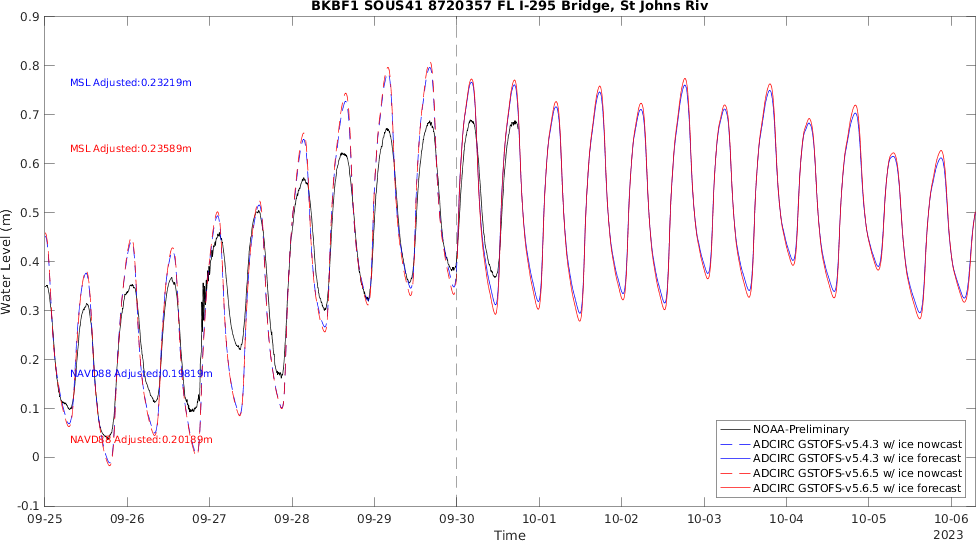 BKBF1 SOUS41 8720357 FL I-295 Bridge, St Johns Riv
0.9
0.8
0.7
0.6
0.5
0.4
0.3
0.2
0.1
0
-0.1
Water Level (m)
MSL Adjusted:0.23219m
MSL Adjusted:0.23589m
NAVD88 Adjusted:0.19819m
NAVD88 Adjusted:0.20189m
NOAA-Preliminary
ADCIRC GSTOFS-v5.4.3 w/ ice nowcast
ADCIRC GSTOFS-v5.4.3 w/ ice forecast
ADCIRC GSTOFS-v5.6.5 w/ ice nowcast
ADCIRC GSTOFS-v5.6.5 w/ ice forecast
09-25 09-26 09-27 09-28 09-29 09-30 10-01 10-02 10-03 10-04 10-05 10-06
Time
2023